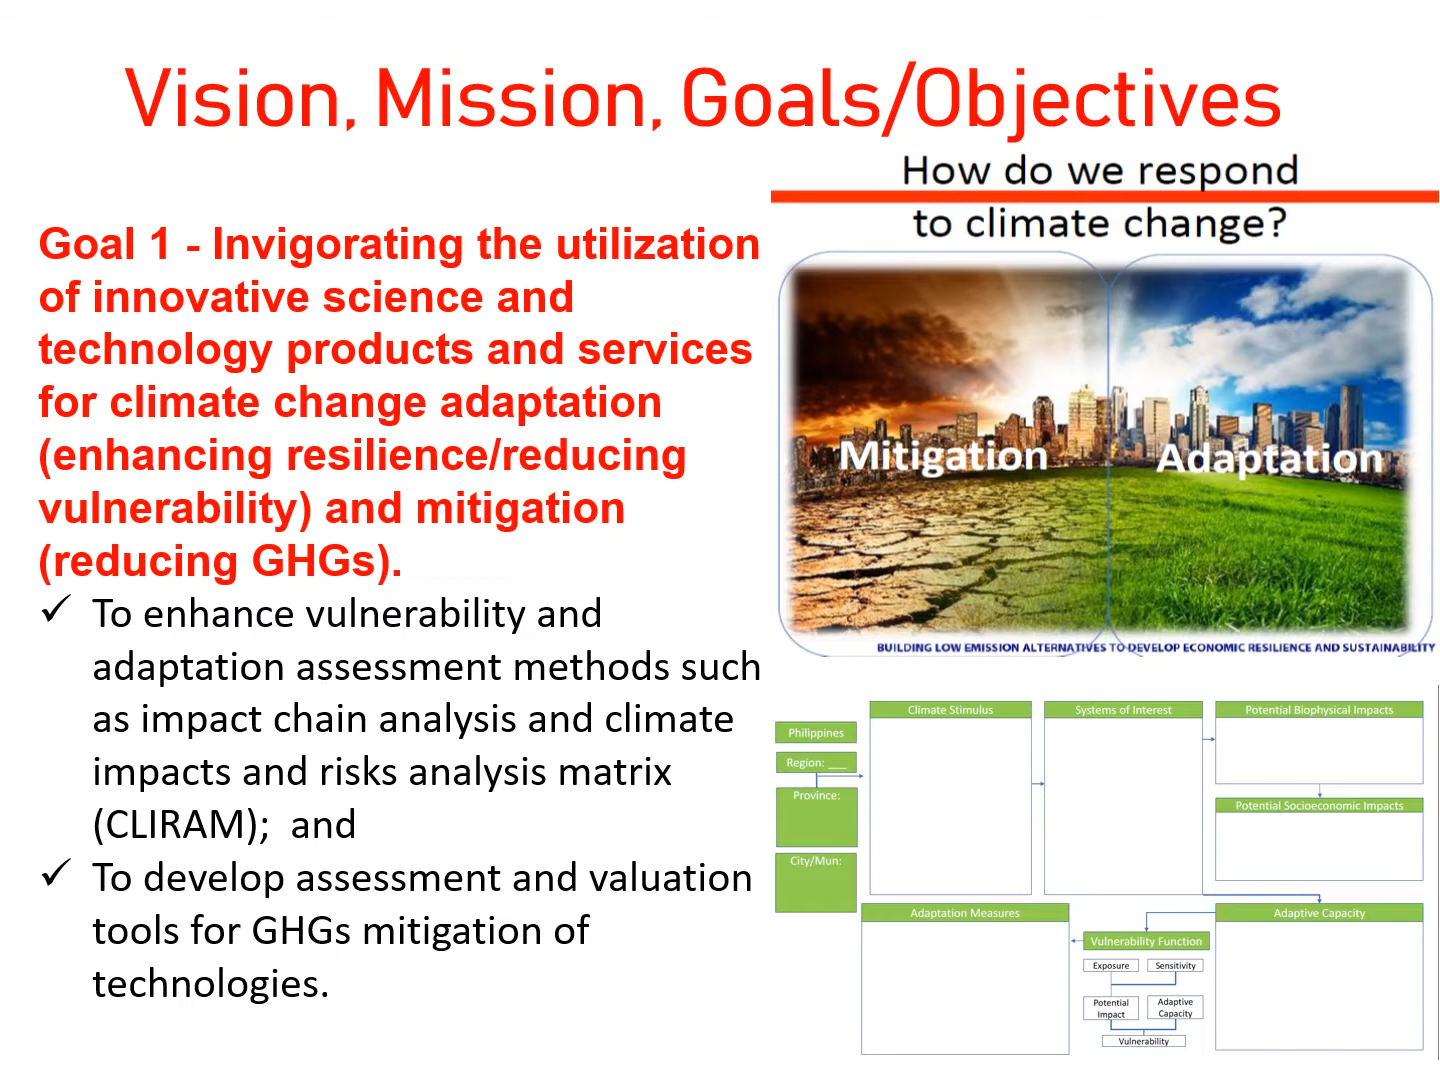 Vision, Mission, Goals/Objectives
How do we respond
to climate change?
Goal 1 - Invigorating the utilization
of innovative science and
technology products and services
for climate change adaptation
(enhancing resilience/reducing
vulnerability) and mitigation
(reducing GHGs).
✓ To enhance vulnerability and
adaptation assessment methods such
as impact chain analysis and climate
impacts and risks analysis matrix
(CLIRAM);  and
✓ To develop assessment and valuation
tools for GHGs mitigation of
technologies.
Mitigation
Adaptation
BUILDING LOW EMISSION ALTERNATIVES TO DEVELOP ECONOMIC RESILIENCE AND SUSTAINABILITY
Philippines
Region: ___
Province:
City/Mun:
Climate Stimulus
Systems of Interest
Potential Biophysical Impacts
Potential Socioeconomic Impacts
Adaptation Measures
Vulnerability Function
Exposure
Sensitivity
Potential
Impact
Adaptive
Capacity
Vulnerability
Adaptive Capacity